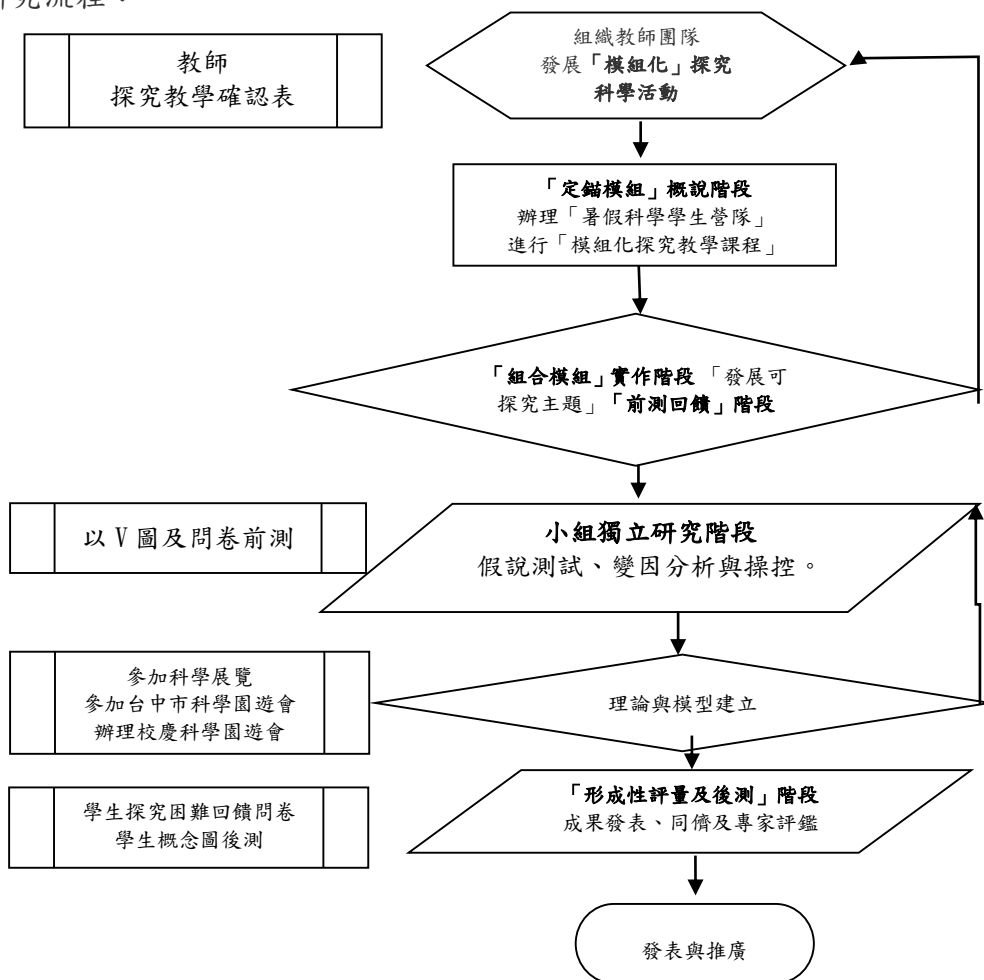 研究流程：
教師
探究教學確認表
組織教師團隊
發展「模組化」探究
科學活動
「定錨模組」概說階段
辦理「暑假科學學生營隊」
進行「模組化探究教學課程」
「組合模組」實作階段 「發展可
探究主題」「前測回饋」階段
以 V 圖及問卷前測
小組獨立研究階段
假說測試、變因分析與操控。
參加科學展覽
參加台中市科學園遊會
辦理校慶科學園遊會
理論與模型建立
學生探究困難回饋問卷
學生概念圖後測
「形成性評量及後測」階段
成果發表、同儕及專家評鑑
發表與推廣